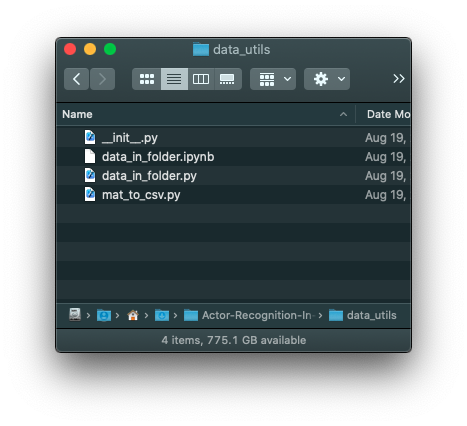 data_utils
Name Date Mo
__init__.py Aug 19,
data_in_folder.ipynb Aug 19,
data_in_folder.py Aug 19,
mat_to_csv.py Aug 19,
Actor-Recognition-In- data_utils
4 items, 775.1 GB available